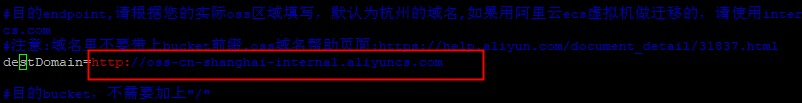 #目的endpoint,请根据您的实际oss区域填写，默认为杭州的域名,如果用阿里云ecs虚拟机做迁移的，请使用inter
cs.com
#注意:域名里不要带上bucket前缀,oss域名帮助页面:https://help.aliyun.com/document_detail/31837.html
destDomain=http://oss-cn-shanghai-internal.aliyuncs.com
#目的bucket，不需要加上"/"